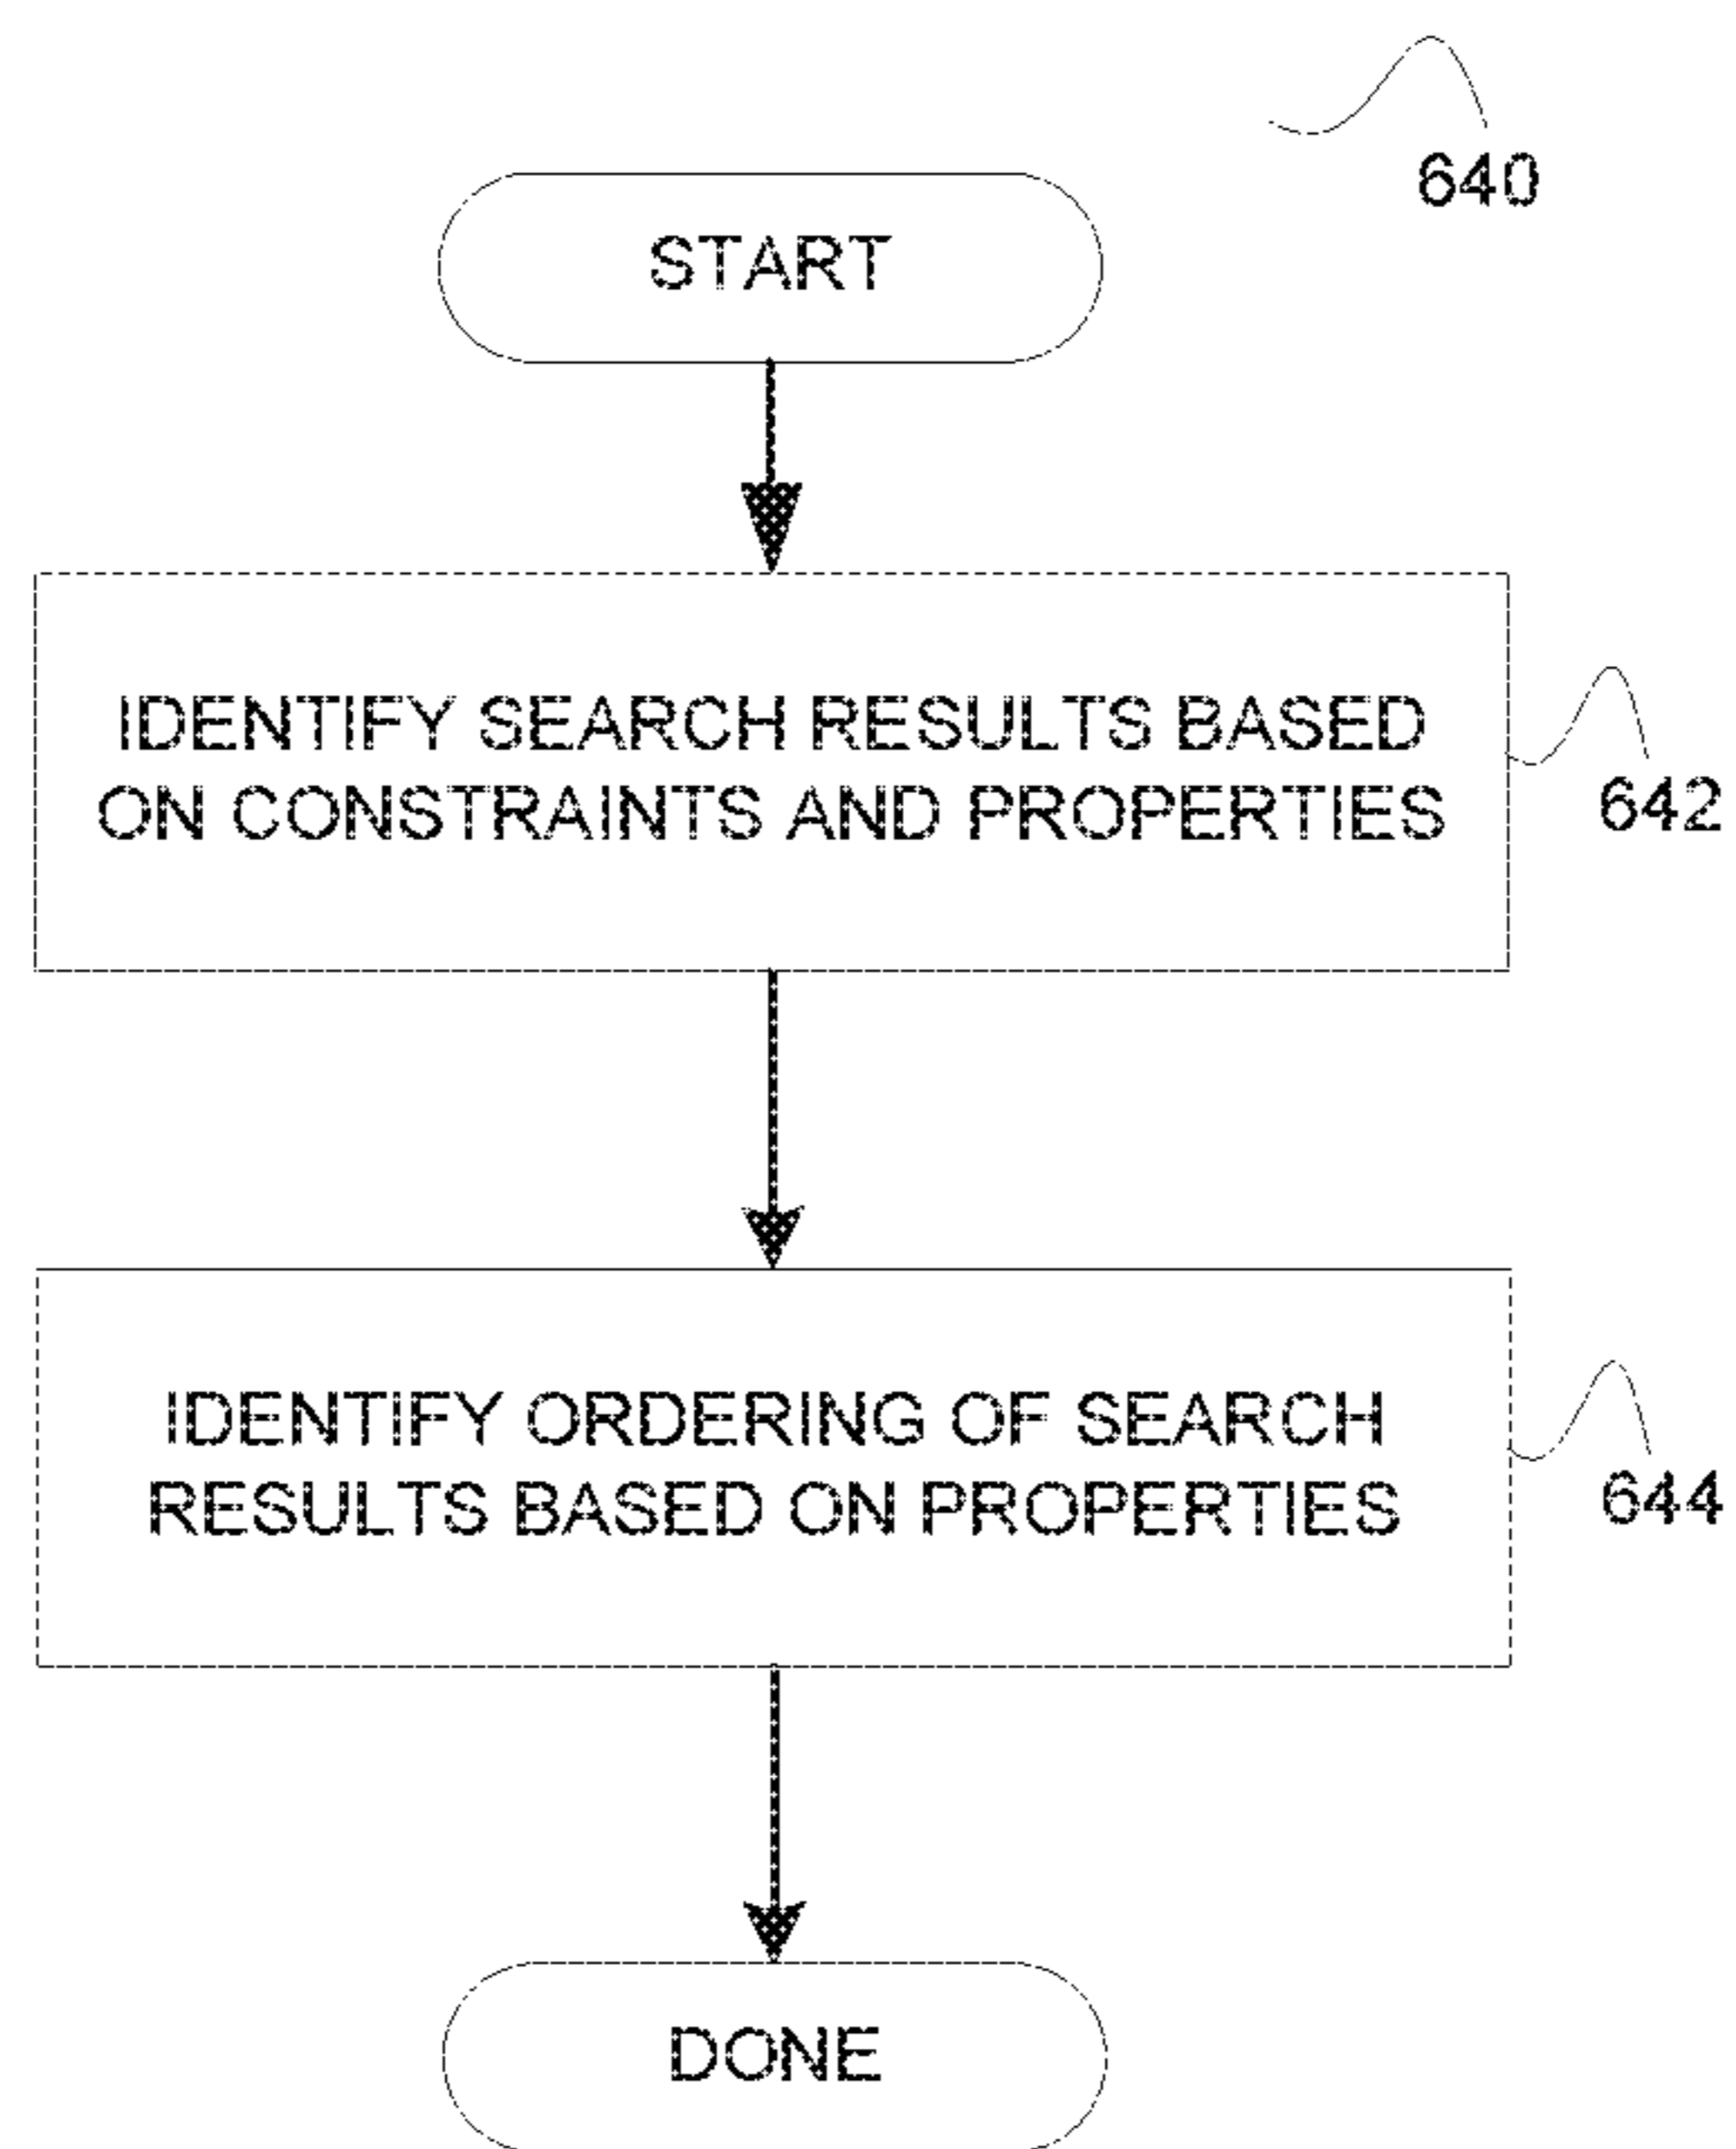 640
START
IDENTIFY SEARCH RESULTS BASED
ON CONSTRAINTS AND PROPERTIES
642
IDENTIFY ORDERING OF SEARCH
RESULTS BASED ON PROPERTIES
644
DONE